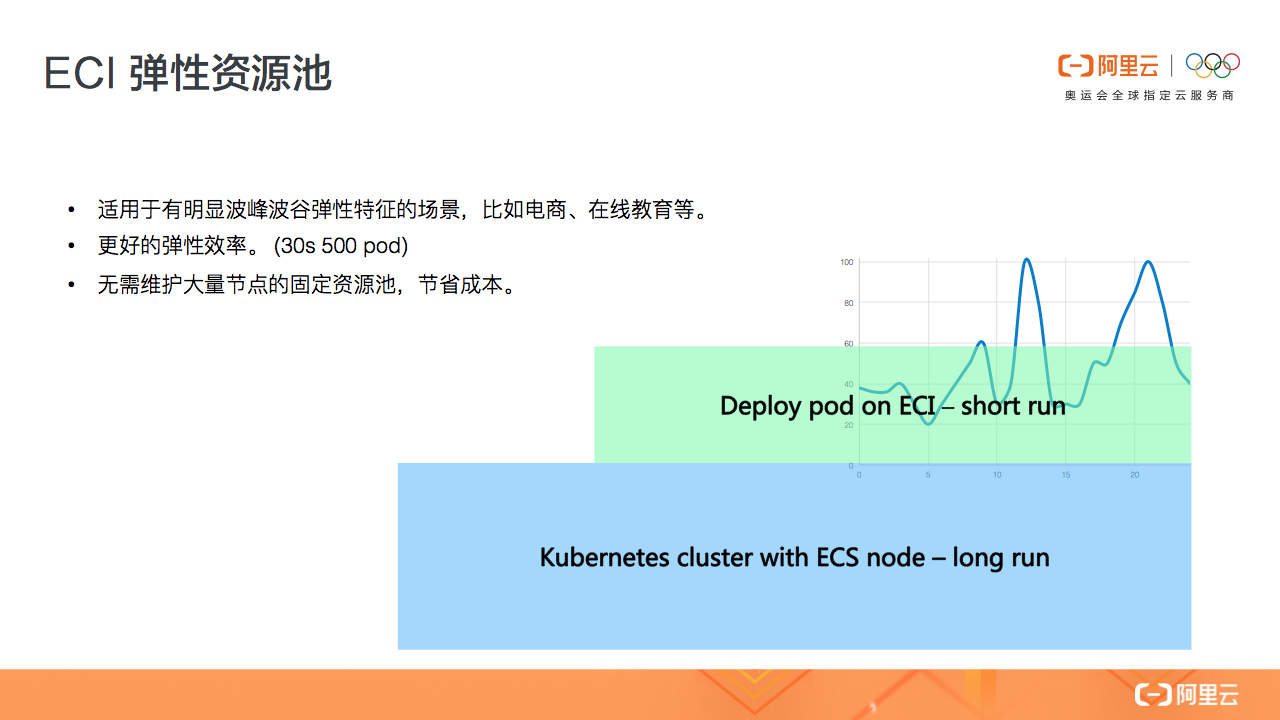 ECI 弹性资源池
阿里云
奥运会全球指定云服务商
• 适用于有明显波峰波谷弹性特征的场景，比如电商、在线教育等。
• 更好的弹性效率。 (30s 500 pod)
• 无需维护大量节点的固定资源池，节省成本。
100
80
60
40
20
0
0 5 10 15 20
Deploy pod on ECI – short run
Kubernetes cluster with ECS node – long run
阿里云